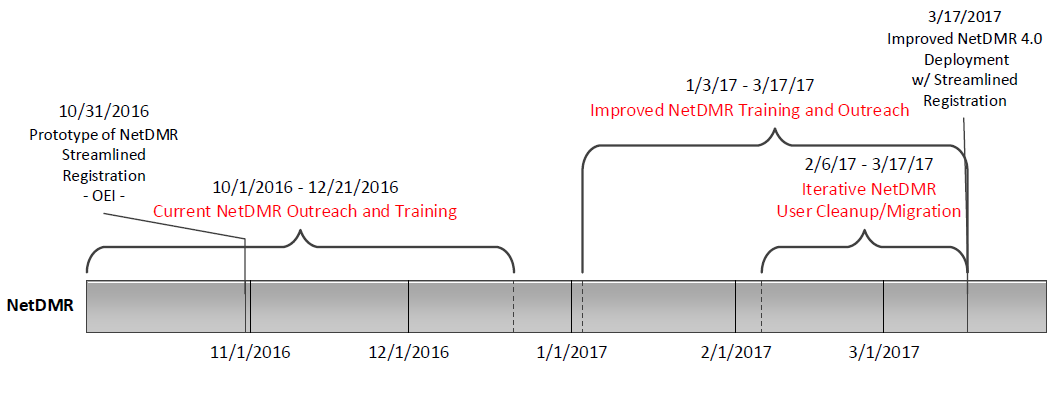 3/17/2017
Improved NetDMR 4.0
Deployment
w/ Streamlined
Registration
1/3/17 - 3/17/17
Improved NetDMR Training and Outreach
10/31/2016
Prototype of NetDMR
Streamlined
Registration
- OEI -
2/6/17 - 3/17/17
Iterative NetDMR
User Cleanup/Migration
10/1/2016 - 12/21/2016
Current NetDMR Outreach and Training
NetDMR
11/1/2016
12/1/2016
1/1/2017
2/1/2017
3/1/2017